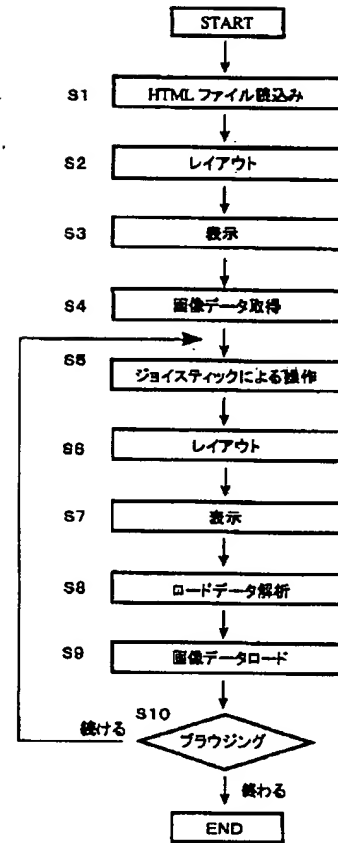 START
S1
HTML ファイル読込み
S2
レイアウト
S3
表示
S4
画像データ取得
S5
ジョイスティックによる操作
S6
レイアウト
S7
表示
S8
ロードデータ解析
S9
画像データロード
S10
続ける
ブラウジング
終わる
END